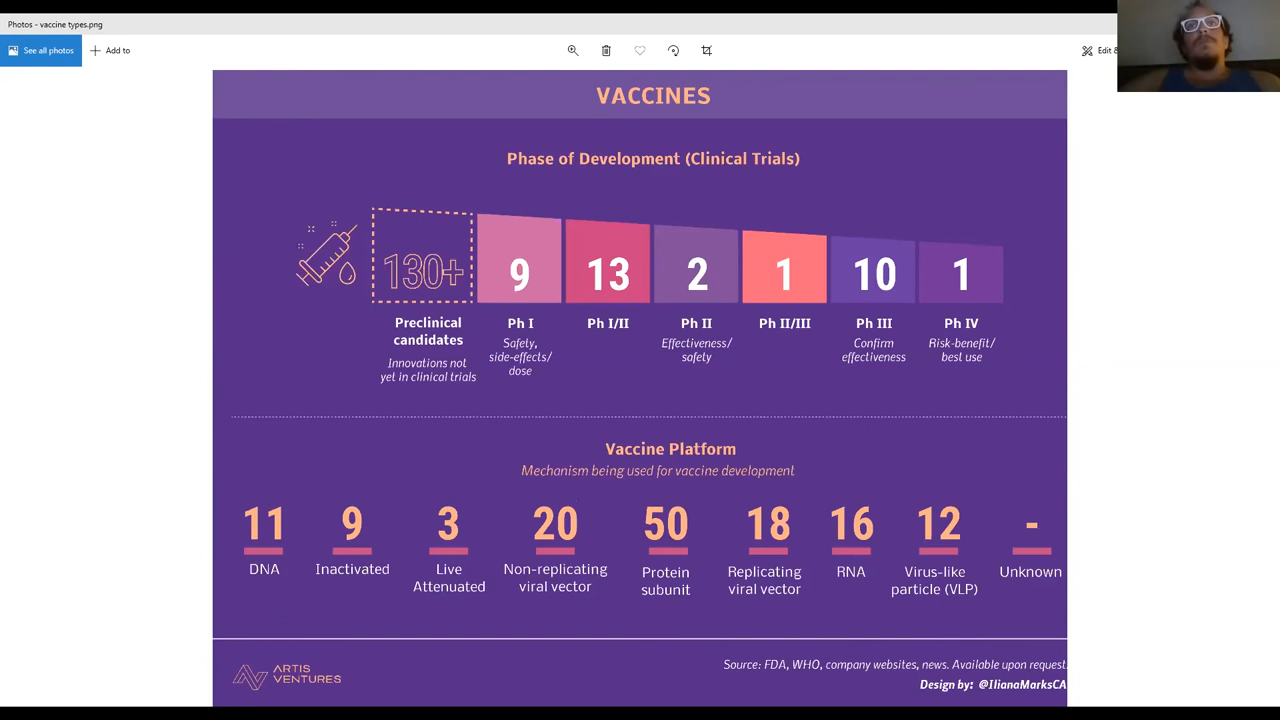 Photos - vaccine types.png
See all photos
Add to
Edit &
VACCINES
Phase of Development (Clinical Trials)
130+ 9 13 2 1 10 1
Preclinical candidates
Innovations not yet in clinical trials
Ph I
Safety, side-effects/ dose
Ph I/II
Ph II
Effectiveness/ safety
Ph II/III
Ph III
Confirm effectiveness
Ph IV
Risk-benefit/ best use
Vaccine Platform
Mechanism being used for vaccine development
11
DNA
9
Inactivated
3
Live Attenuated
20
Non-replicating viral vector
50
Protein subunit
18
Replicating viral vector
16
RNA
12
Virus-like particle (VLP)
-
Unknown
ARTIS VENTURES
Source: FDA, WHO, company websites, news. Available upon request.
Design by: @IlianaMarksCA